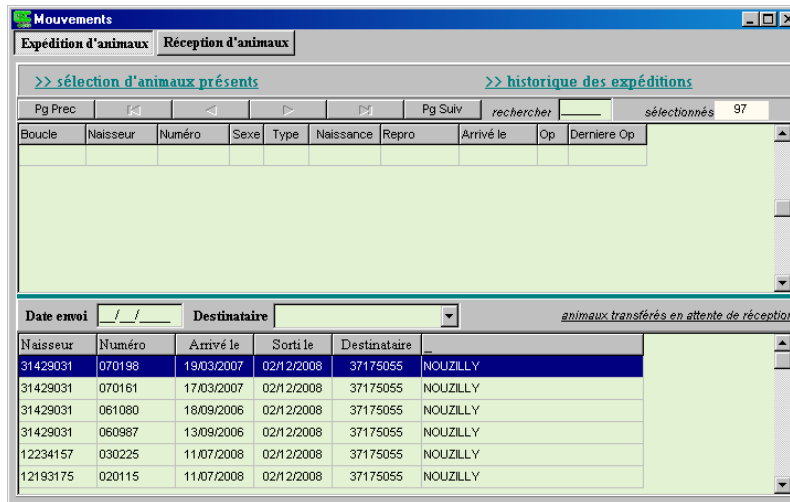 Mouvements
Expédition d'animaux Réception d'animaux
>> sélection d'animaux présents >> historique des expéditions
Pg Prec Pg Suiv rechercher sélectionnés 97
Boucle Naisseur Numéro Sexe Type Naissance Repro Arrivé le Op Derniere Op
Date envoi __/__/____ Destinataire animaux transférés en attente de réception
Naisseur Numéro Arrivé le Sorti le Destinataire _
31429031 070198 19/03/2007 02/12/2008 37175055 NOUZILLY
31429031 070161 17/03/2007 02/12/2008 37175055 NOUZILLY
31429031 061080 18/09/2006 02/12/2008 37175055 NOUZILLY
31429031 060987 13/09/2006 02/12/2008 37175055 NOUZILLY
12234157 030225 11/07/2008 02/12/2008 37175055 NOUZILLY
12193175 020115 11/07/2008 02/12/2008 37175055 NOUZILLY